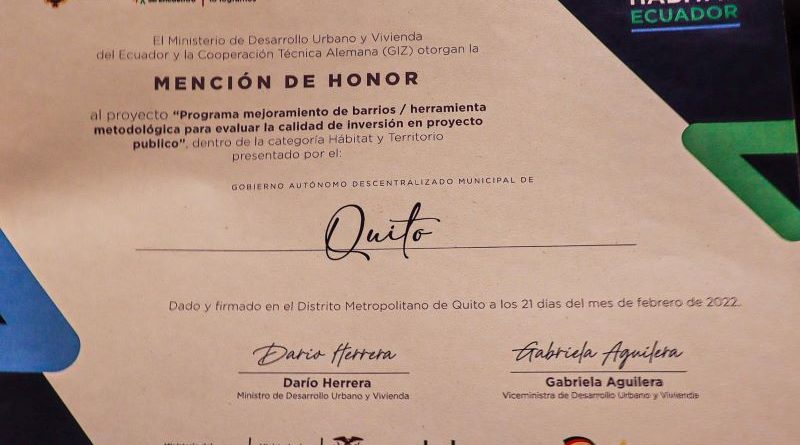 ECUADOR
El Ministerio de Desarrollo Urbano y Vivienda
del Ecuador y la Cooperación Técnica Alemana (GIZ) otorgan la
MENCIÓN DE HONOR
al proyecto “Programa mejoramiento de barrios / herramienta
metodológica para evaluar la calidad de inversión en proyecto
publico”, dentro de la categoría Hábitat y Territorio
presentado por el:
GOBIERNO AUTÓNOMO DESCENTRALIZADO MUNICIPAL DE
Quito
Dado y firmado en el Distrito Metropolitano de Quito a los 21 días del mes de febrero de 2022.
Dario Herrera
Darío Herrera
Ministro de Desarrollo Urbano y Vivienda
Gabriela Aguilera
Gabriela Aguilera
Viceministra de Desarrollo Urbano y Vivienda